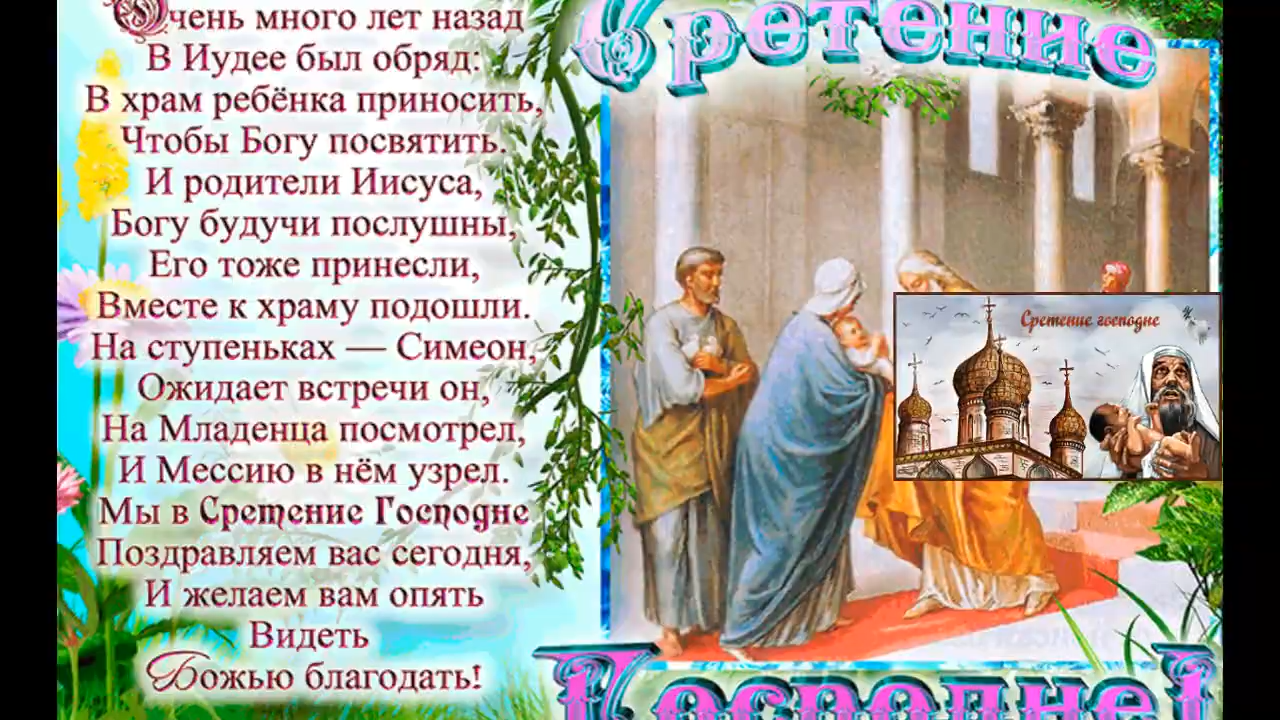 Очень много лет назад
В Иудее был обряд:
В храм ребёнка приносить,
Чтобы Богу посвятить.
И родители Иисуса,
Богу будучи послушны,
Его тоже принесли,
Вместе к храму подошли.
На ступеньках — Симеон,
Ожидает встречи он,
На Младенца посмотрел,
И Мессию в нём узрел.
Мы в Сретение Господне
Поздравляем вас сегодня,
И желаем вам опять
Видеть
Божью благодать!
Сретение
Сретение господне
Господне!